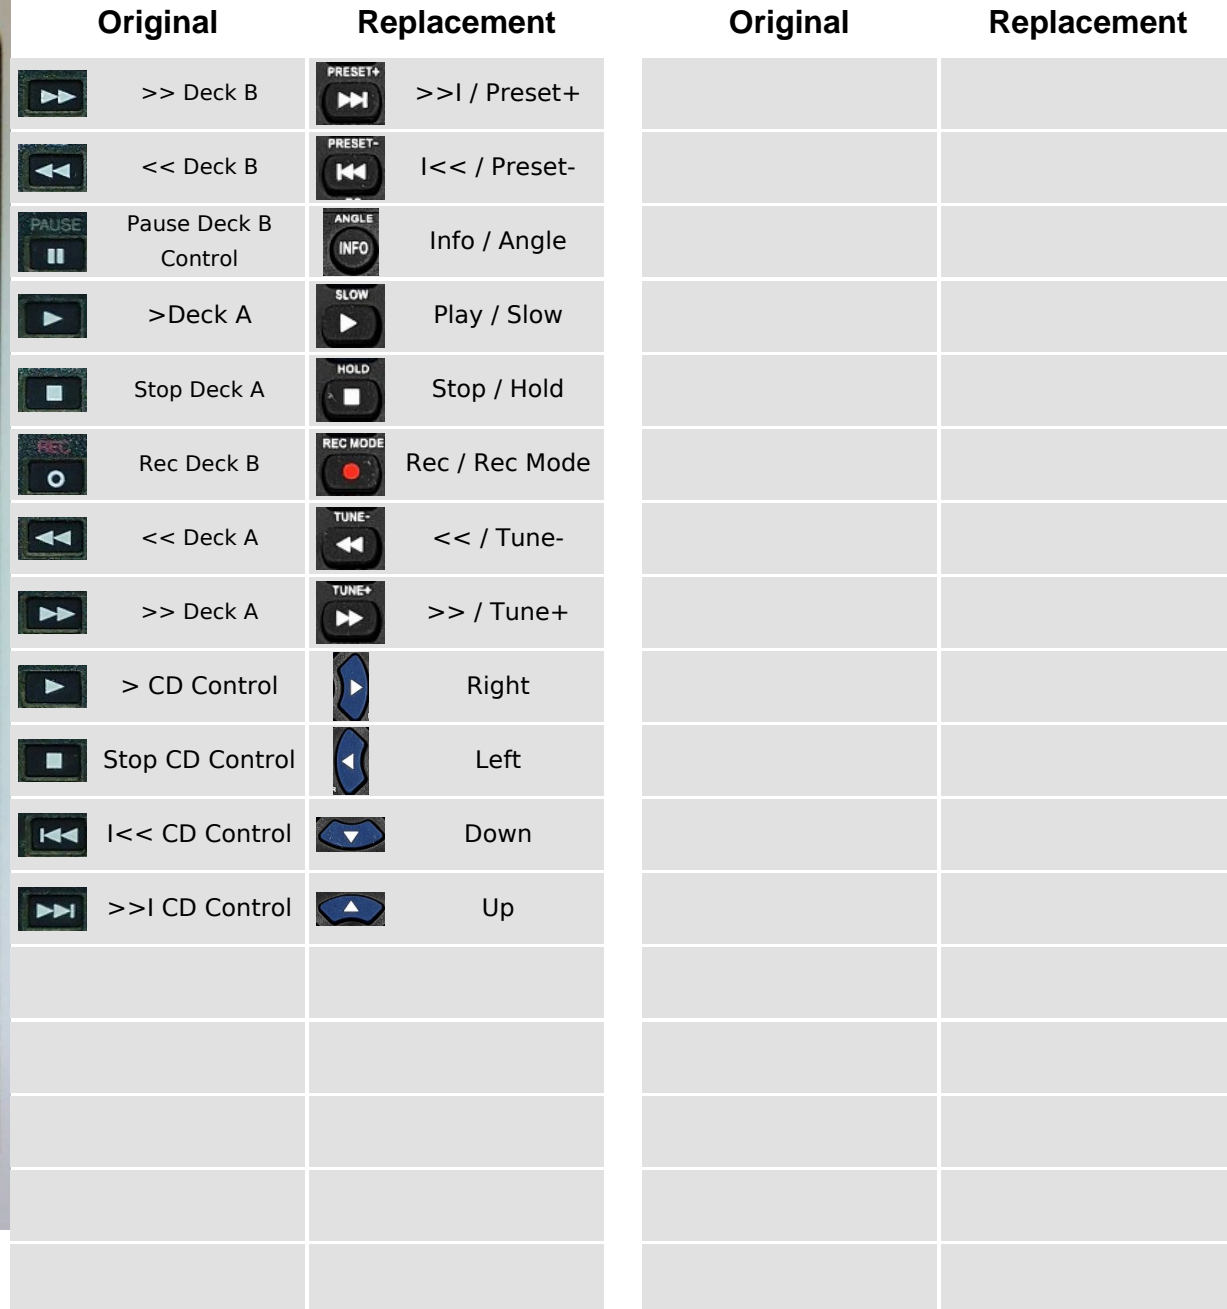 Original Replacement Original Replacement
>> Deck B PRESET+ >>I / Preset+
<< Deck B PRESET- I<< / Preset-
PAUSE Pause Deck B Control ANGLE INFO Info / Angle
>Deck A SLOW Play / Slow
Stop Deck A HOLD Stop / Hold
REC Rec Deck B REC MODE Rec / Rec Mode
<< Deck A TUNE- << / Tune-
>> Deck A TUNE+ >> / Tune+
> CD Control Right
Stop CD Control Left
I<< CD Control Down
>>I CD Control Up